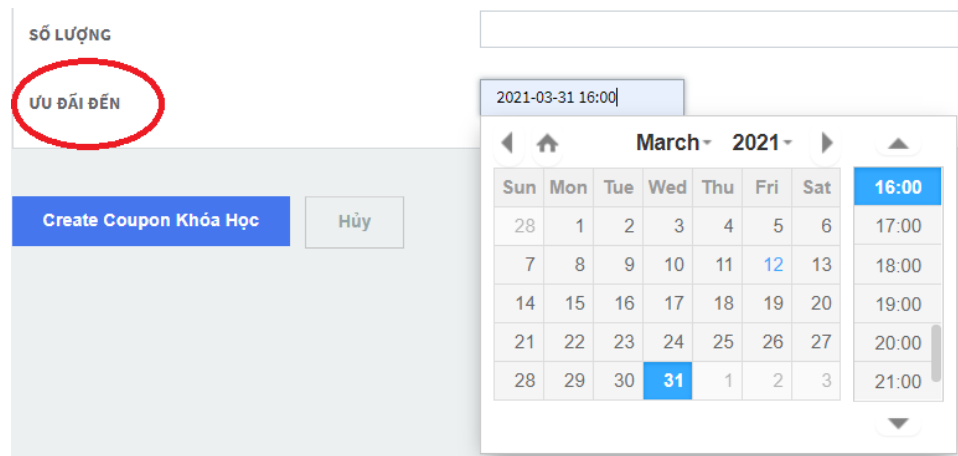 SỐ LƯỢNG
ƯU ĐÃI ĐẾN
2021-03-31 16:00
March 2021
Sun Mon Tue Wed Thu Fri Sat
28 1 2 3 4 5 6
7 8 9 10 11 12 13
14 15 16 17 18 19 20
21 22 23 24 25 26 27
28 29 30 31 1 2 3
16:00
17:00
18:00
19:00
20:00
21:00
Create Coupon Khóa Học
Hủy